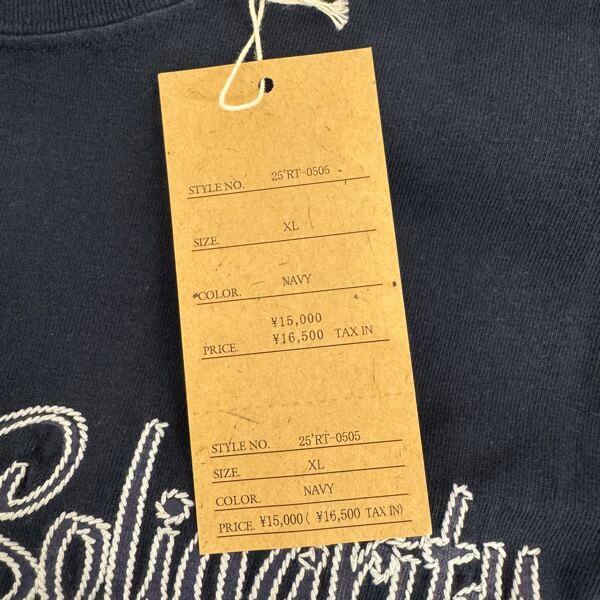 STYLE NO. 25'RT-0505
SIZE. XL
COLOR. NAVY
¥15,000
PRICE. ¥16,500 TAX IN
STYLE NO. 25'RT-0505
SIZE. XL
COLOR. NAVY
PRICE. ¥15,000 ( ¥16,500 TAX IN)